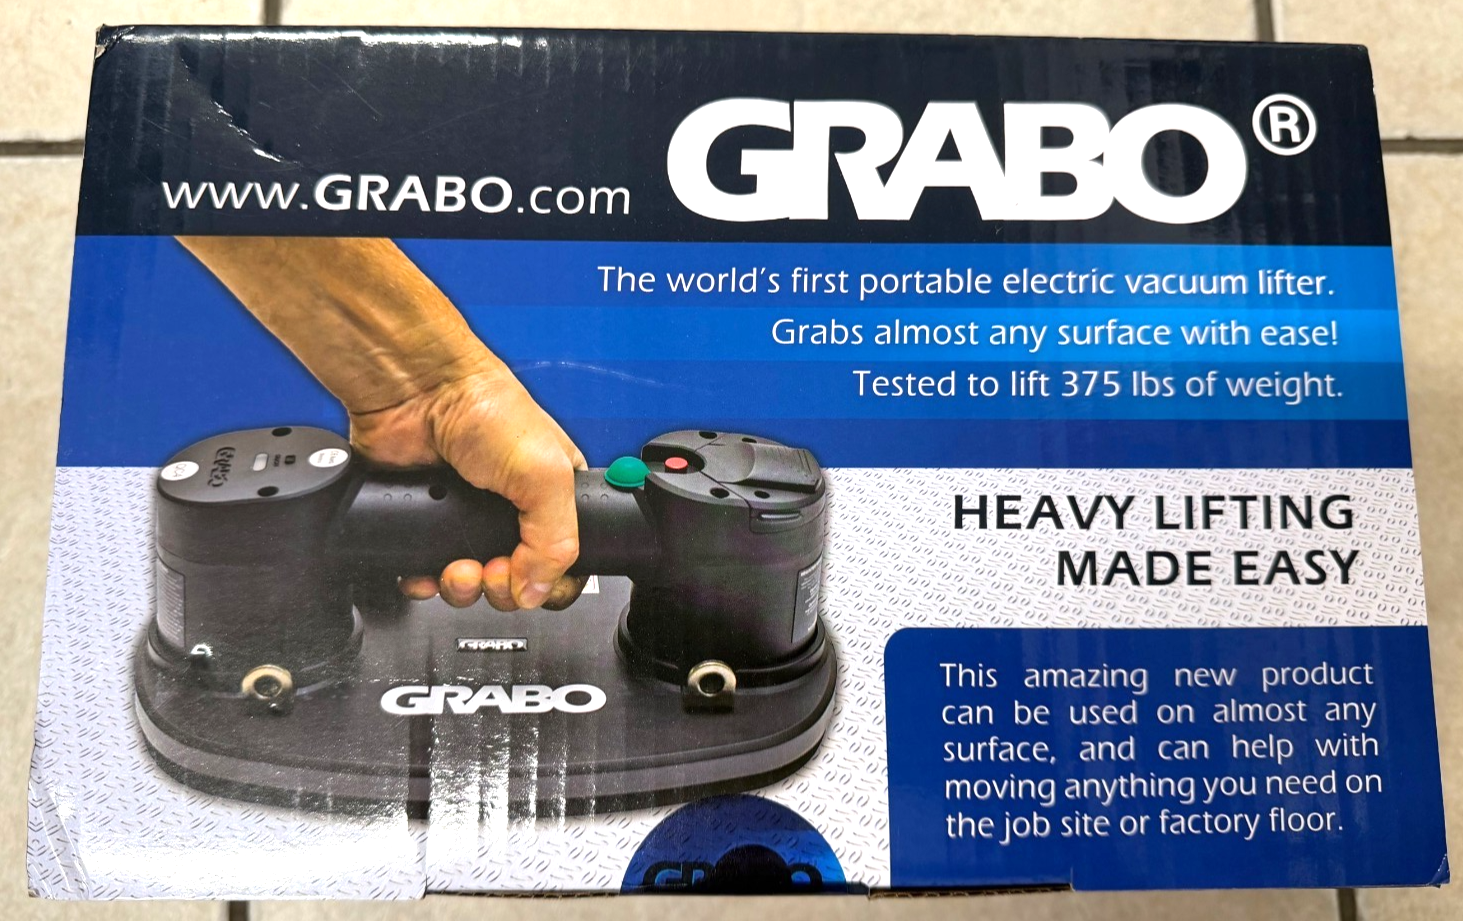 GRABO®
www.GRABO.com
The world's first portable electric vacuum lifter.
Grabs almost any surface with ease!
Tested to lift 375 lbs of weight.
HEAVY LIFTING
MADE EASY
GRABO
GRABO
This amazing new product
can be used on almost any
surface, and can help with
moving anything you need on
the job site or factory floor.